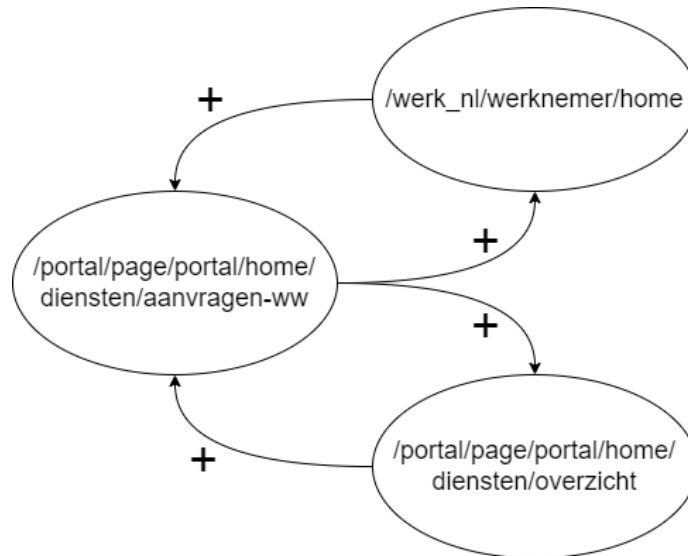 +
/werk_nl/werknemer/home
+
/portal/page/portal/home/
diensten/aanvragen-ww
+
/portal/page/portal/home/
diensten/overzicht
+